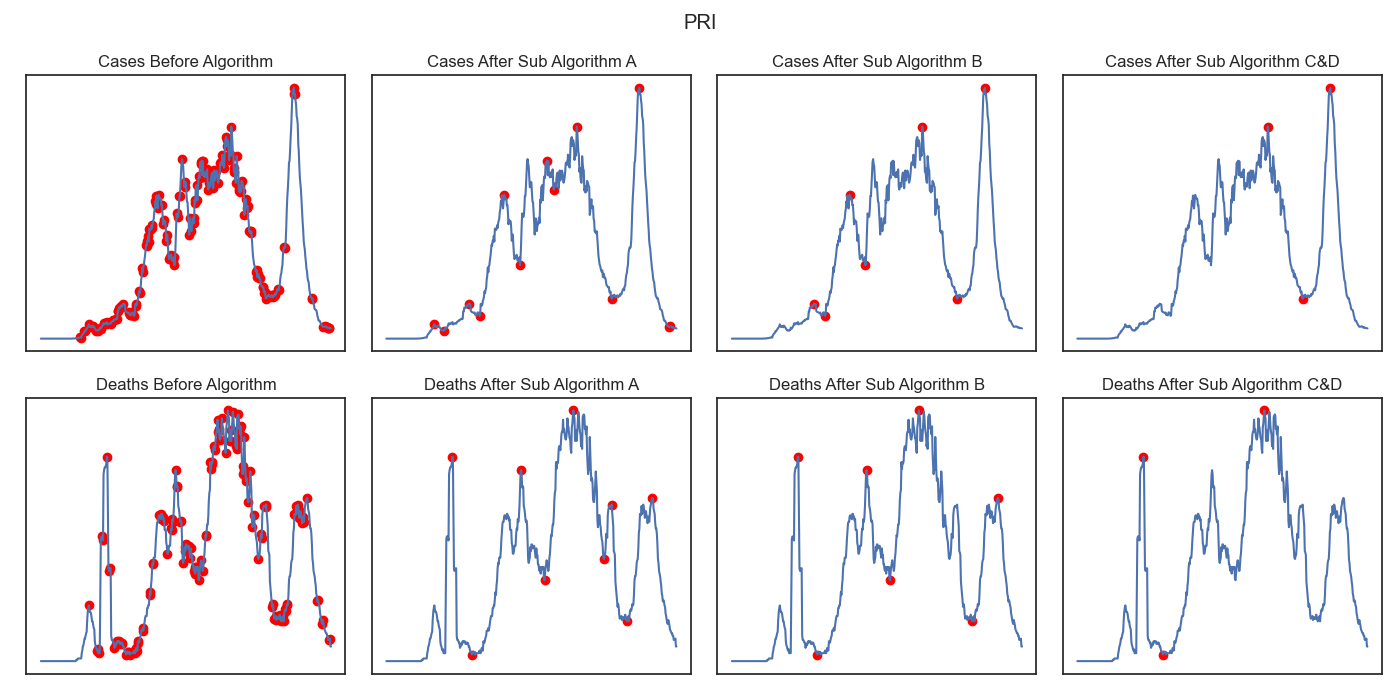 PRI
Cases Before Algorithm
Cases After Sub Algorithm A
Cases After Sub Algorithm B
Cases After Sub Algorithm C&D
Deaths Before Algorithm
Deaths After Sub Algorithm A
Deaths After Sub Algorithm B
Deaths After Sub Algorithm C&D